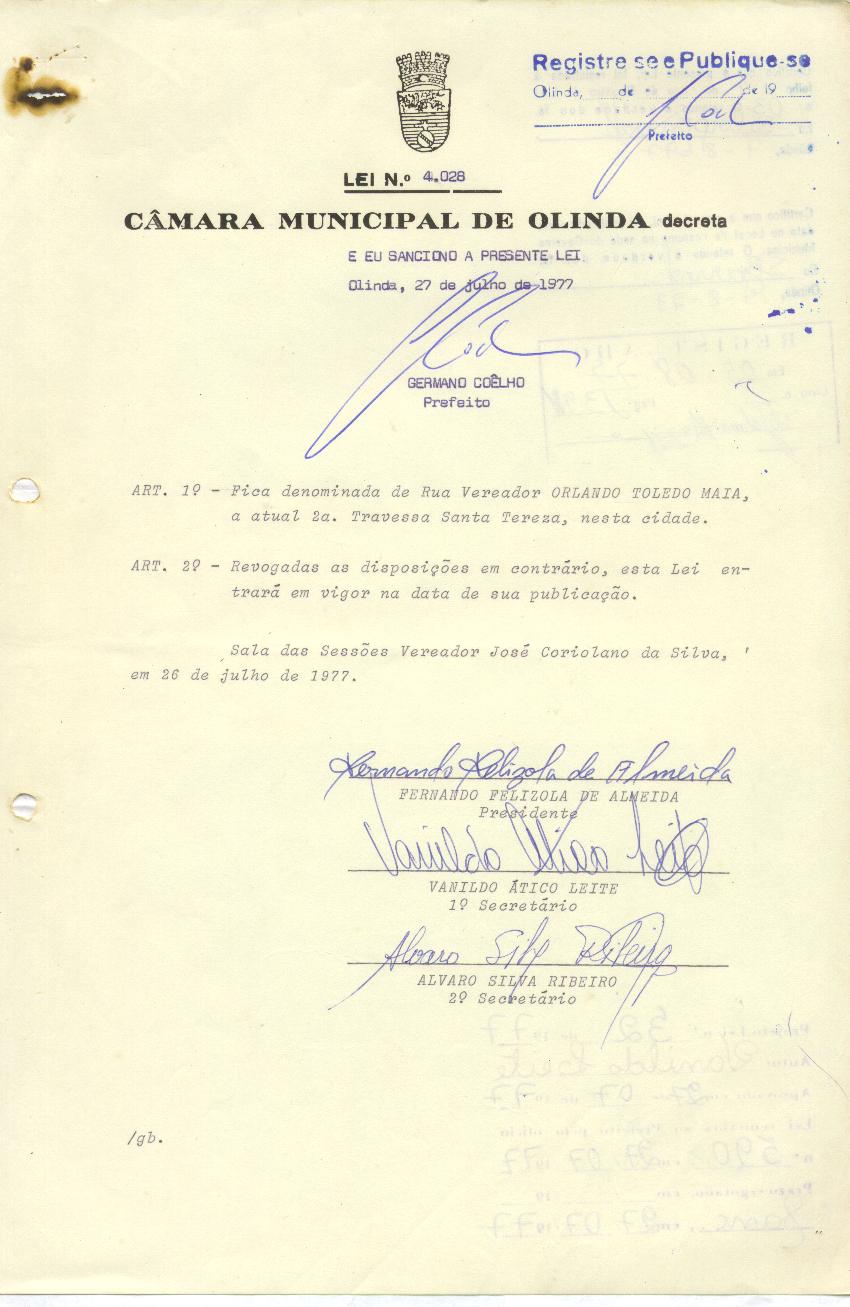 Registre se e Publique-se
Olinda, de de 19
Prefeito
LEI N.º 4.028
CÂMARA MUNICIPAL DE OLINDA decreta
E EU SANCIONO A PRESENTE LEI
Olinda, 27 de julho de 1977
GERMANO COÊLHO
Prefeito
ART. 1º - Fica denominada de Rua Vereador ORLANDO TOLEDO MAIA,
a atual 2a. Travessa Santa Tereza, nesta cidade.
ART. 2º - Revogadas as disposições em contrário, esta Lei en-
trará em vigor na data de sua publicação.
Sala das Sessões Vereador José Coriolano da Silva, '
em 26 de julho de 1977.
Fernando Felizola de Almeida
FERNANDO FELIZOLA DE ALMEIDA
Presidente
Vanildo Ático Leite
VANILDO ÁTICO LEITE
1º Secretário
Alvaro Silva Ribeiro
ALVARO SILVA RIBEIRO
2º Secretário
/gb.